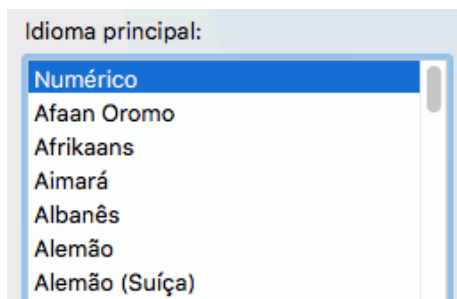 Idioma principal:
Numérico
Afaan Oromo
Afrikaans
Aimará
Albanês
Alemão
Alemão (Suíça)